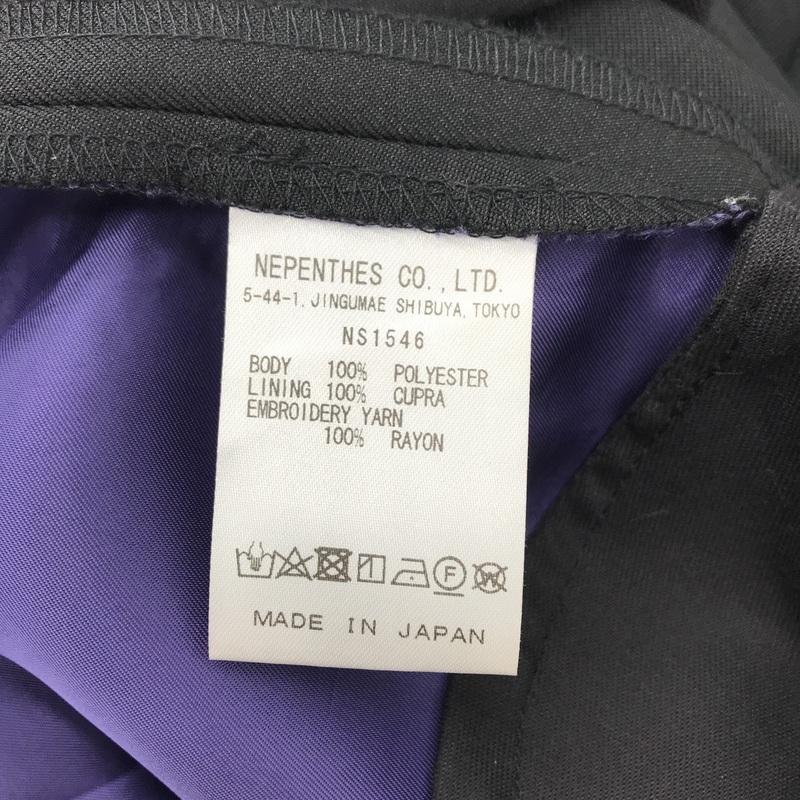 NEPENTHES CO.,LTD.
5-44-1, JINGUMAE SHIBUYA, TOKYO
NS1546
BODY 100% POLYESTER
LINING 100% CUPRA
EMBROIDERY YARN
100% RAYON
F W
MADE IN JAPAN